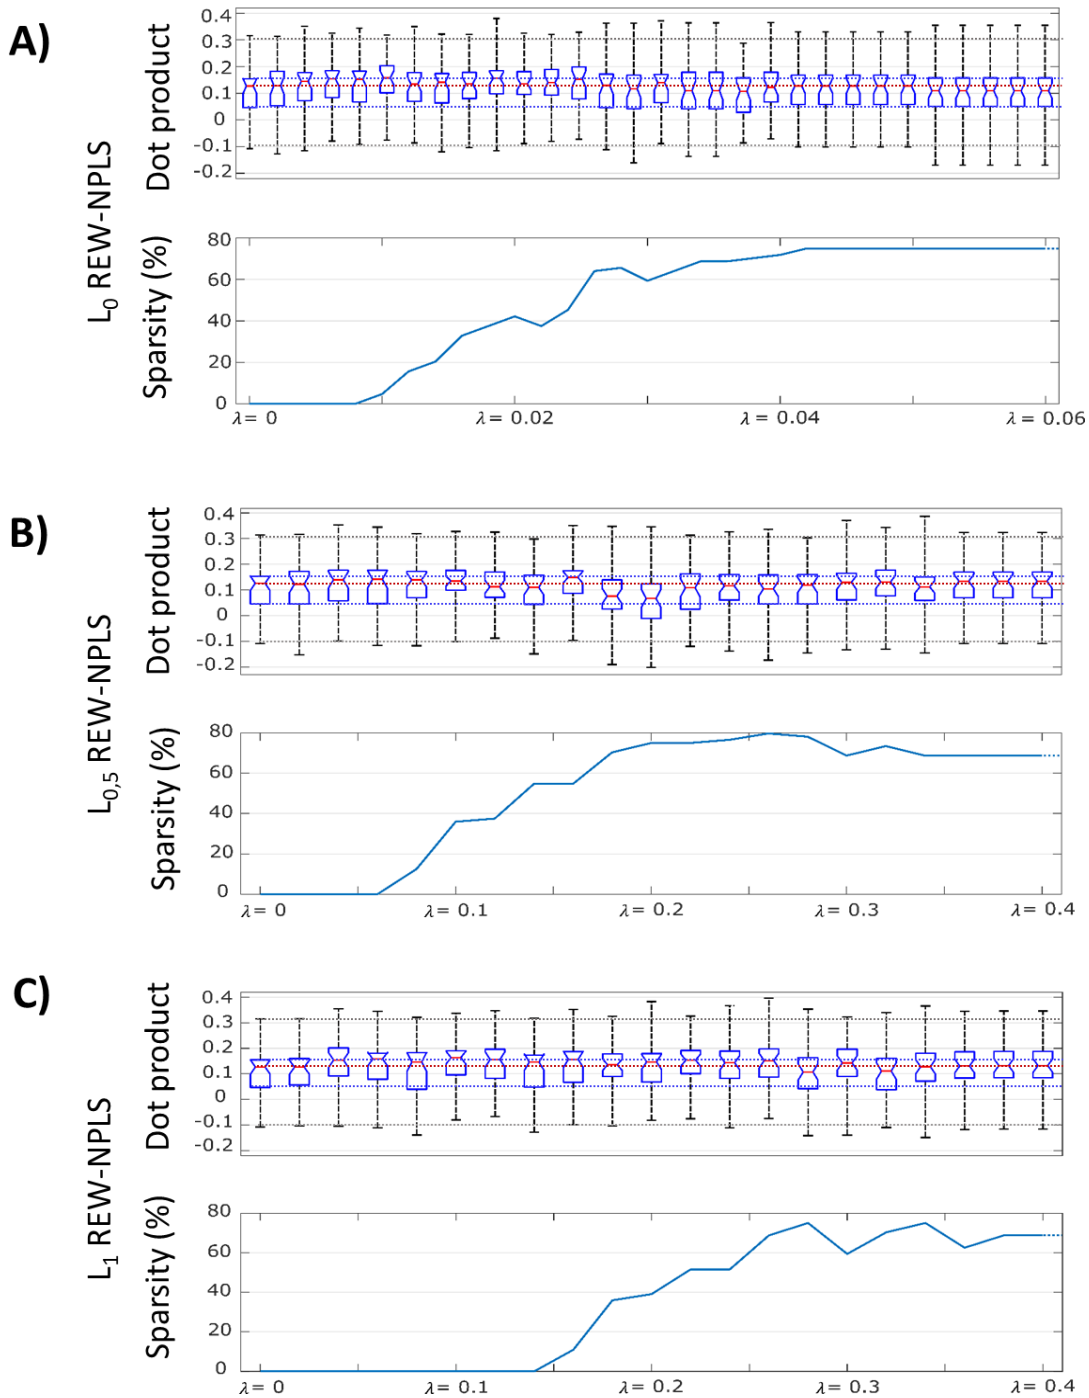 A)
L0 REW-NPLS
Dot product
0.4
0.3
0.2
0.1
0
-0.1
-0.2
Sparsity (%)
80
60
40
20
0
λ= 0
λ= 0.02
λ= 0.04
λ= 0.06
B)
L0,5 REW-NPLS
Dot product
0.4
0.3
0.2
0.1
0
-0.1
-0.2
Sparsity (%)
80
60
40
20
0
λ= 0
λ= 0.1
λ= 0.2
λ= 0.3
λ= 0.4
C)
L1 REW-NPLS
Dot product
0.4
0.3
0.2
0.1
0
-0.1
-0.2
Sparsity (%)
80
60
40
20
0
λ= 0
λ= 0.1
λ= 0.2
λ= 0.3
λ= 0.4